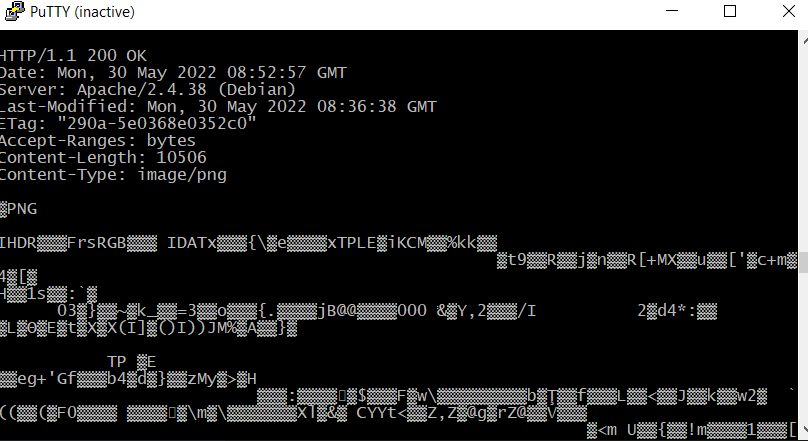 PuTTY (inactive)
HTTP/1.1 200 OK
Date: Mon, 30 May 2022 08:52:57 GMT
Server: Apache/2.4.38 (Debian)
Last-Modified: Mon, 30 May 2022 08:36:38 GMT
ETag: "290a-5e0368e0352c0"
Accept-Ranges: bytes
Content-Length: 10506
Content-Type: image/png
▒PNG
IHDR▒▒▒FrsRGB▒▒▒ IDATx▒▒▒{\▒e▒▒▒▒xTPLE▒iKCM▒▒%kk▒▒
▒t9▒▒R▒▒j▒n▒▒R[+MX▒▒u▒▒['▒c+m▒
4▒[▒
H▒▒1s▒▒:`▒
O3▒}▒▒~▒k_▒▒=3▒▒o▒▒▒{.▒▒▒▒jB@@▒▒▒▒OOO &▒Y,2▒▒▒/I 2▒d4*:▒▒
▒L▒Θ▒E▒t▒X▒X(I]▒()I))JM%▒A▒▒}▒
TP ▒E
▒▒eg+'Gf▒▒▒b4▒d▒}▒▒zMy▒>▒H
▒▒▒:▒▒▒▒▯▒$▒▒▒F▒w\▒▒▒▒▒▒▒▒▒b▒Ţ▒▒f▒▒▒L▒▒<▒▒J▒▒k▒▒w2▒ `
((▒▒(▒F0▒▒▒▒ ▒▒▒▒▯▒\m▒\▒▒▒▒▒▒▒X⌉▒&▒ CYYt<▒▒Z,Z▒@g▒rZ@▒▒V▒▒▒
▒<m U▒▒{▒▒!m▒▒▒▒1▒▒▒[